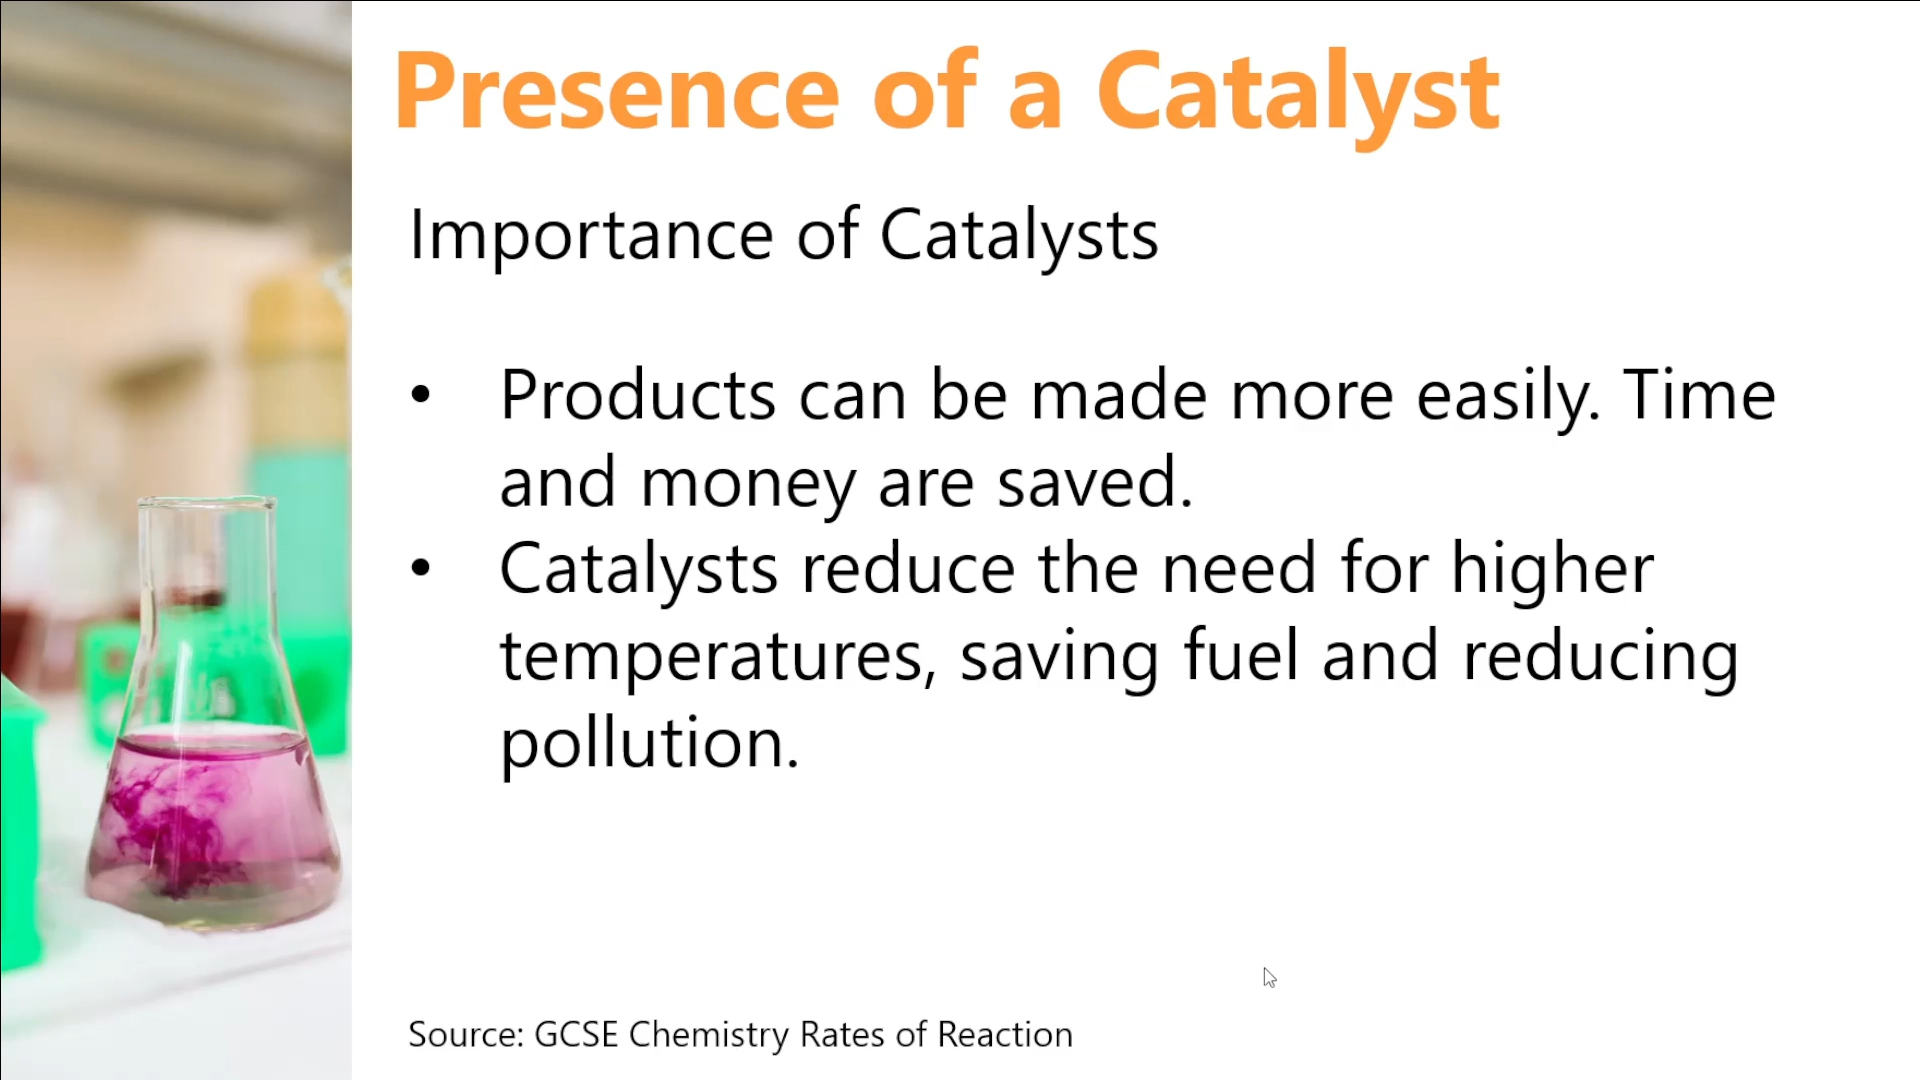 Presence of a Catalyst
Importance of Catalysts
• Products can be made more easily. Time
and money are saved.
• Catalysts reduce the need for higher
temperatures, saving fuel and reducing
pollution.
Source: GCSE Chemistry Rates of Reaction